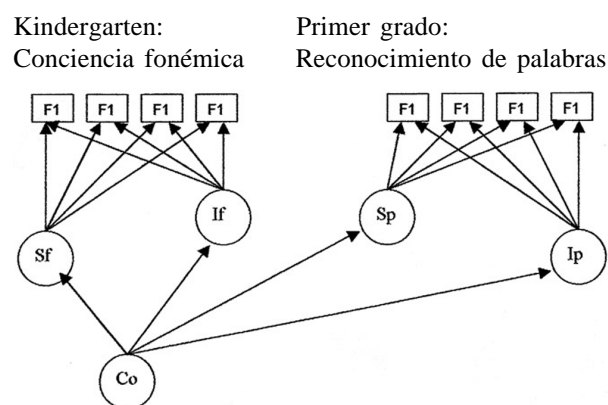 Kindergarten:
Conciencia fonémica
Primer grado:
Reconocimiento de palabras
F1 F1 F1 F1
F1 F1 F1 F1
If
Sp
Sf
Ip
Co